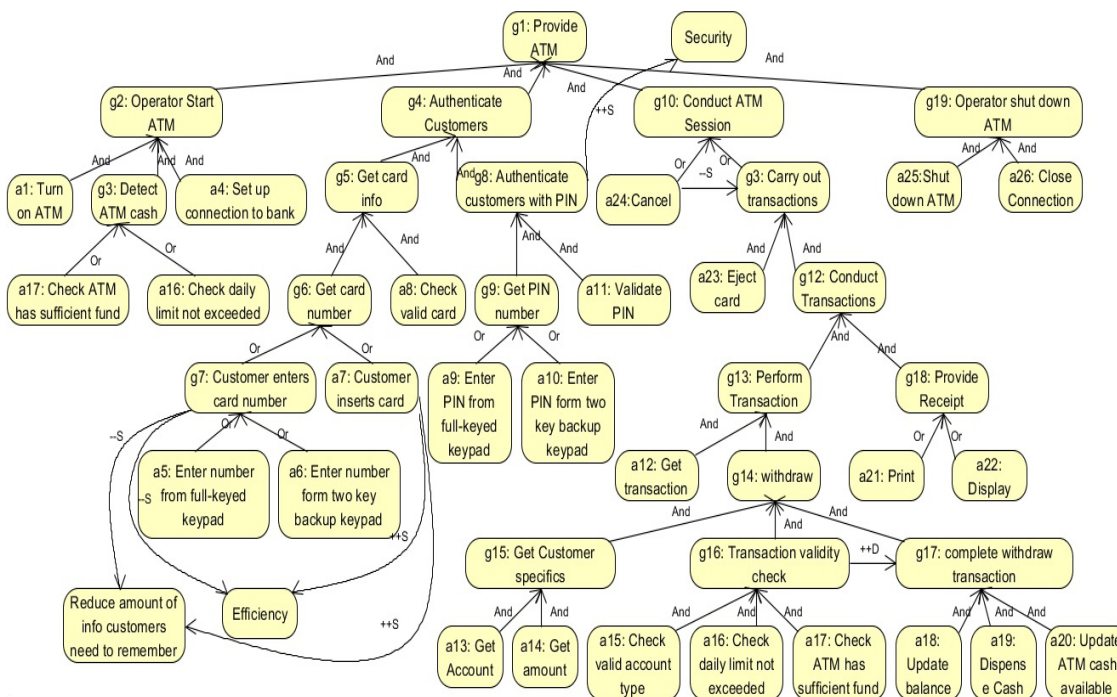 g1: Provide
ATM
Security
And
And
And
And
g2: Operator Start
ATM
g4: Authenticate
Customers
++S
g10: Conduct ATM
Session
g19: Operator shut down
ATM
And
And
And
And
And
Or
Or
--S
And
And
a1: Turn
on ATM
g3: Detect
ATM cash
a4: Set up
connection to bank
g5: Get card
info
g8: Authenticate
customers with PIN
a24:Cancel
g3: Carry out
transactions
a25:Shut
down ATM
a26: Close
Connection
Or
Or
And
And
And
And
And
And
a17: Check ATM
has sufficient fund
a16: Check daily
limit not exceeded
g6: Get card
number
a8: Check
valid card
g9: Get PIN
number
a11: Validate
PIN
a23: Eject
card
g12: Conduct
Transactions
Or
Or
Or
Or
And
And
g7: Customer enters
card number
a7: Customer
inserts card
a9: Enter
PIN from
full-keyed
keypad
a10: Enter
PIN form two
key backup
keypad
g13: Perform
Transaction
g18: Provide
Receipt
--S
Or
Or
And
And
Or
Or
a5: Enter number
from full-keyed
keypad
a6: Enter number
form two key
backup keypad
--S
++S
a12: Get
transaction
g14: withdraw
a21: Print
a22:
Display
And
And
And
g15: Get Customer
specifics
g16: Transaction validity
check
++D
g17: complete withdraw
transaction
Reduce amount of
info customers
need to remember
Efficiency
++S
And
And
And
And
And
And
And
And
a13: Get
Account
a14: Get
amount
a15: Check
valid account
type
a16: Check
daily limit not
exceeded
a17: Check
ATM has
sufficient fund
a18:
Update
balance
a19:
Dispens
e Cash
a20: Update
ATM cash
available